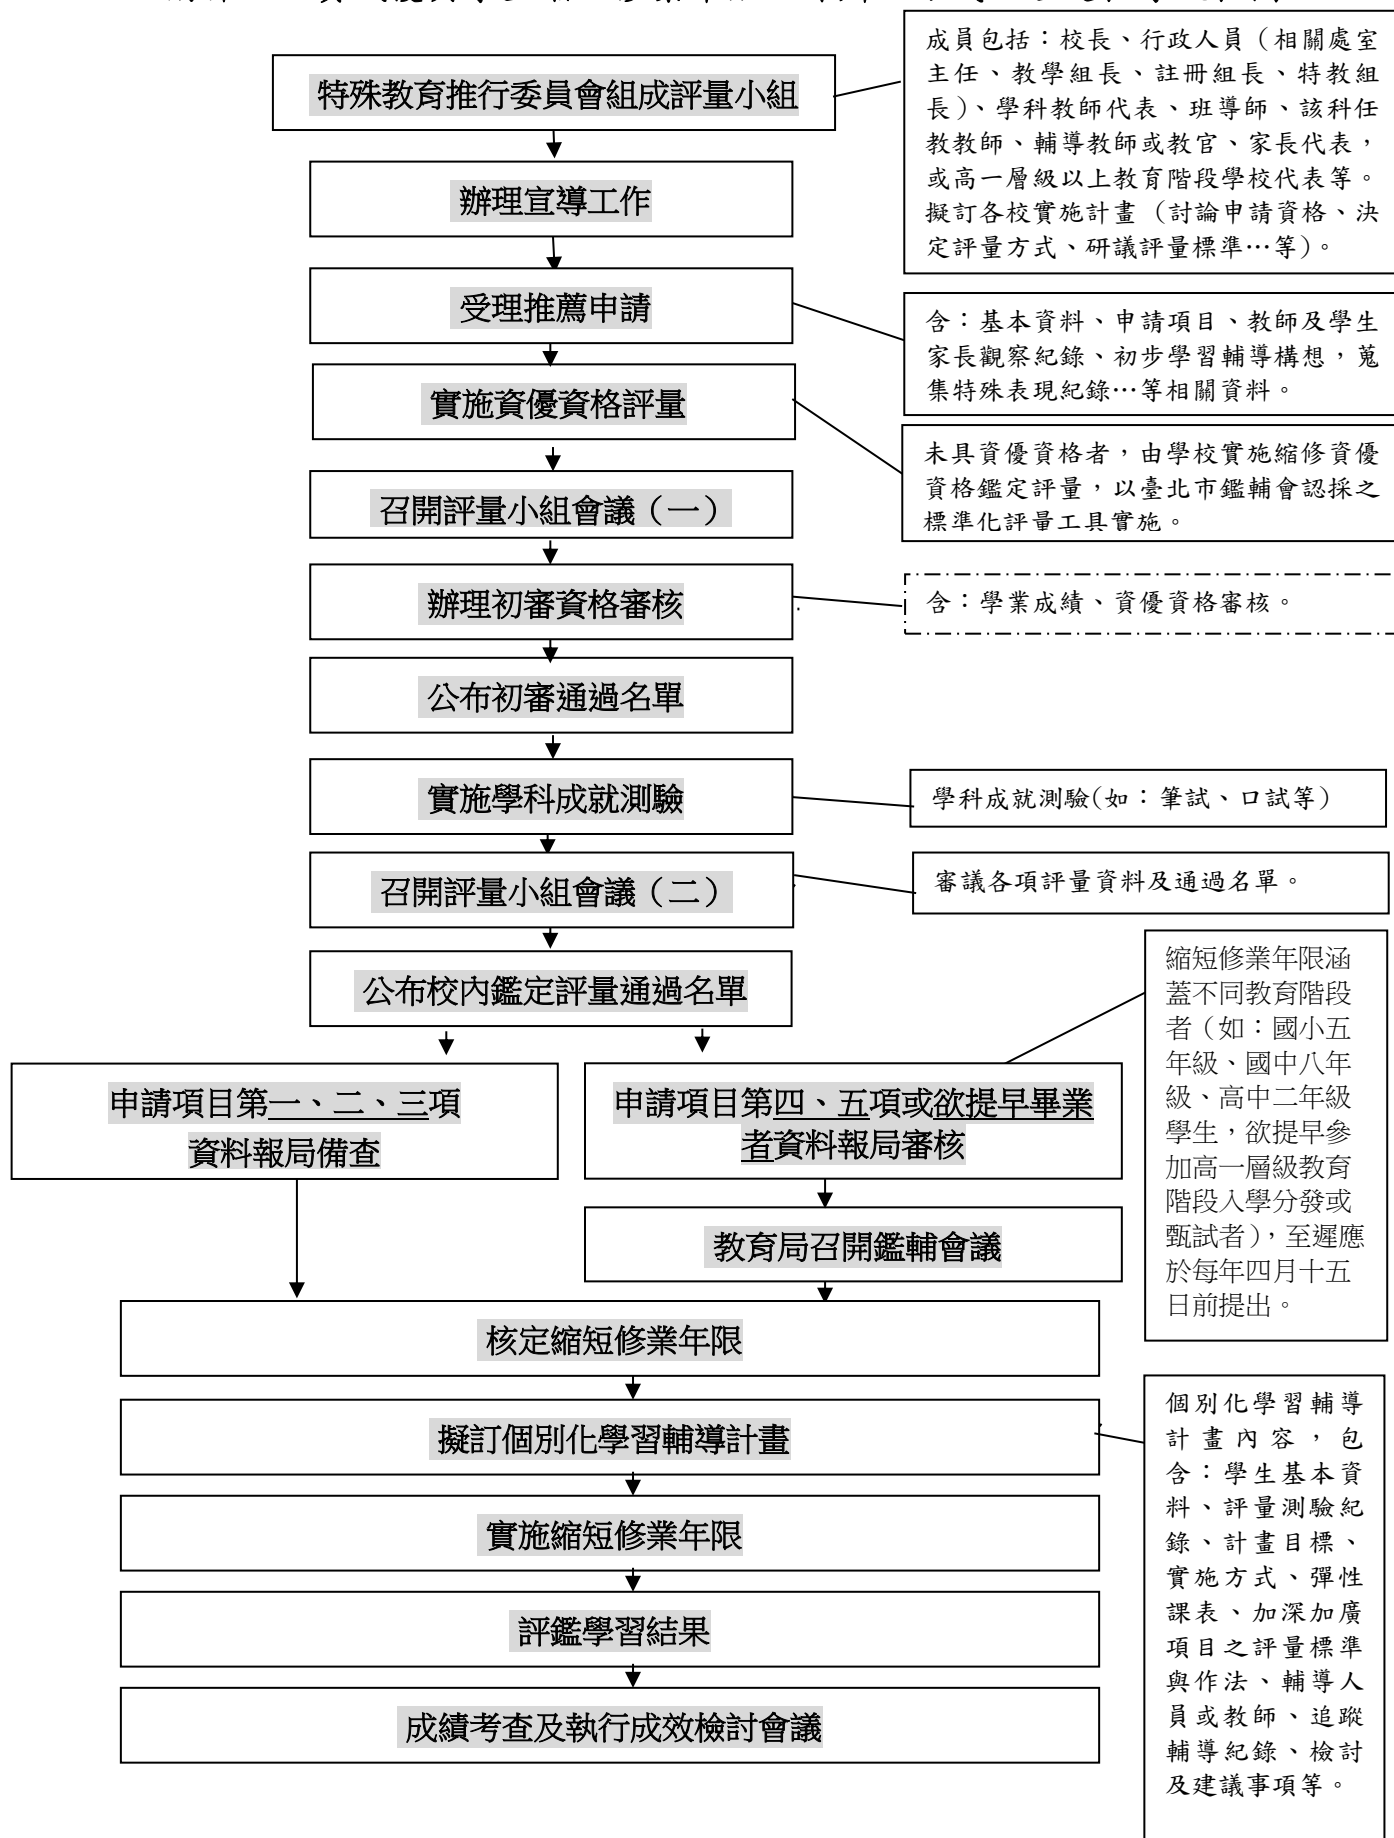 特殊教育推行委員會組成評量小組
成員包括：校長、行政人員（相關處室
主任、教學組長、註冊組長、特教組
長）、學科教師代表、班導師、該科任
教教師、輔導教師或教官、家長代表，
或高一層級以上教育階段學校代表等。
擬訂各校實施計畫（討論申請資格、決
定評量方式、研議評量標準…等）。
辦理宣導工作
受理推薦申請
含：基本資料、申請項目、教師及學生
家長觀察紀錄、初步學習輔導構想，蒐
集特殊表現紀錄…等相關資料。
實施資優資格評量
未具資優資格者，由學校實施縮修資優
資格鑑定評量，以臺北市鑑輔會認採之
標準化評量工具實施。
召開評量小組會議（一）
辦理初審資格審核
含：學業成績、資優資格審核。
公布初審通過名單
實施學科成就測驗
學科成就測驗(如：筆試、口試等)
召開評量小組會議（二）
審議各項評量資料及通過名單。
公布校內鑑定評量通過名單
申請項目第一、二、三項
資料報局備查
申請項目第四、五項或欲提早畢業
者資料報局審核
縮短修業年限涵
蓋不同教育階段
者（如：國小五
年級、國中八年
級、高中二年級
學生，欲提早參
加高一層級教育
階段入學分發或
甄試者），至遲應
於每年四月十五
日前提出。
教育局召開鑑輔會議
核定縮短修業年限
擬訂個別化學習輔導計畫
個別化學習輔導
計畫內容，包
含：學生基本資
料、評量測驗紀
錄、計畫目標、
實施方式、彈性
課表、加深加廣
項目之評量標準
與作法、輔導人
員或教師、追蹤
輔導紀錄、檢討
及建議事項等。
實施縮短修業年限
評鑑學習結果
成績考查及執行成效檢討會議